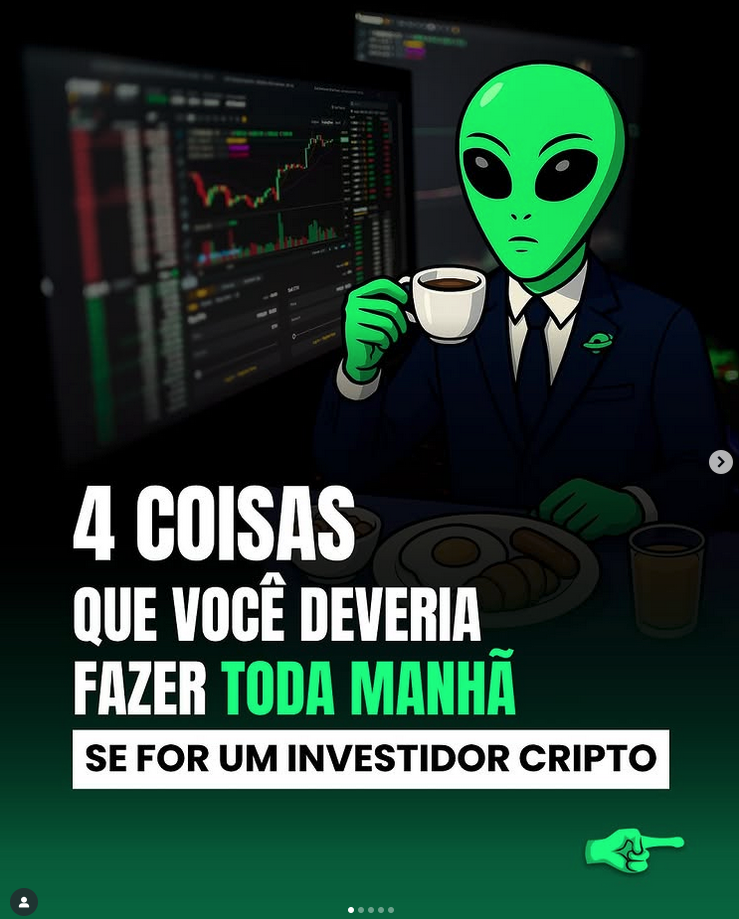 4 COISAS
QUE VOCÊ DEVERIA
FAZER TODA MANHÃ
SE FOR UM INVESTIDOR CRIPTO